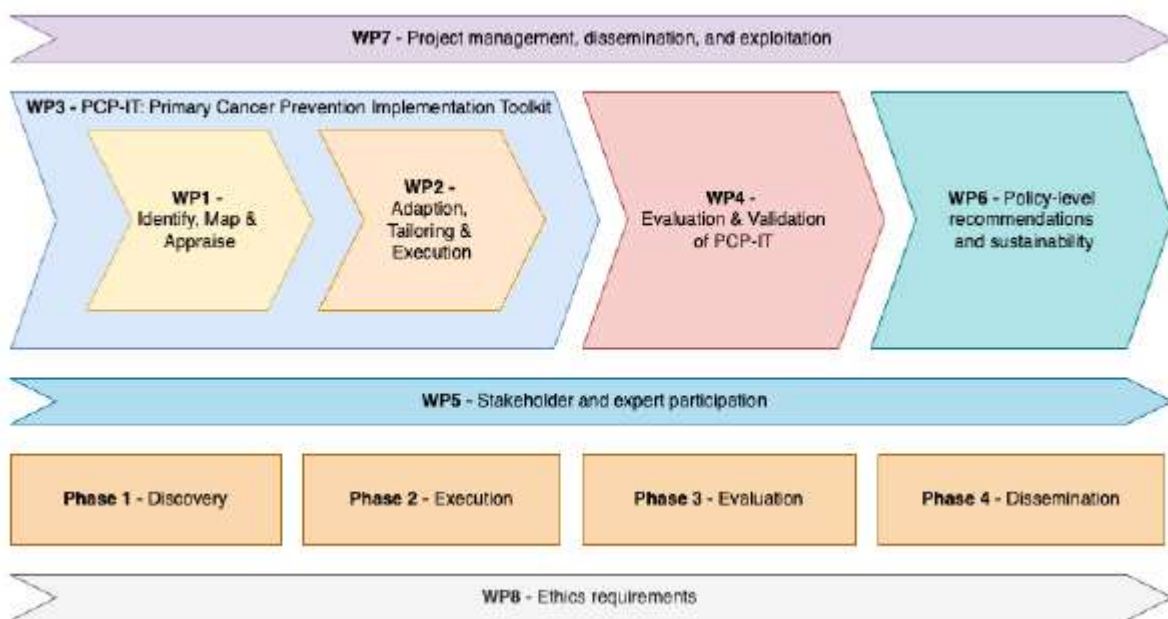 WP7 - Project management, dissemination, and exploitation
WP3 - PCP-IT: Primary Cancer Prevention Implementation Toolkit
WP1 -
Identify, Map &
Appraise
WP2 -
Adaption,
Tailoring &
Execution
WP4 -
Evaluation & Validation
of PCP-IT
WP6 - Policy-level
recommendations
and sustainability
WP5 - Stakeholder and expert participation
Phase 1 - Discovery
Phase 2 - Execution
Phase 3 - Evaluation
Phase 4 - Dissemination
WP8 - Ethics requirements